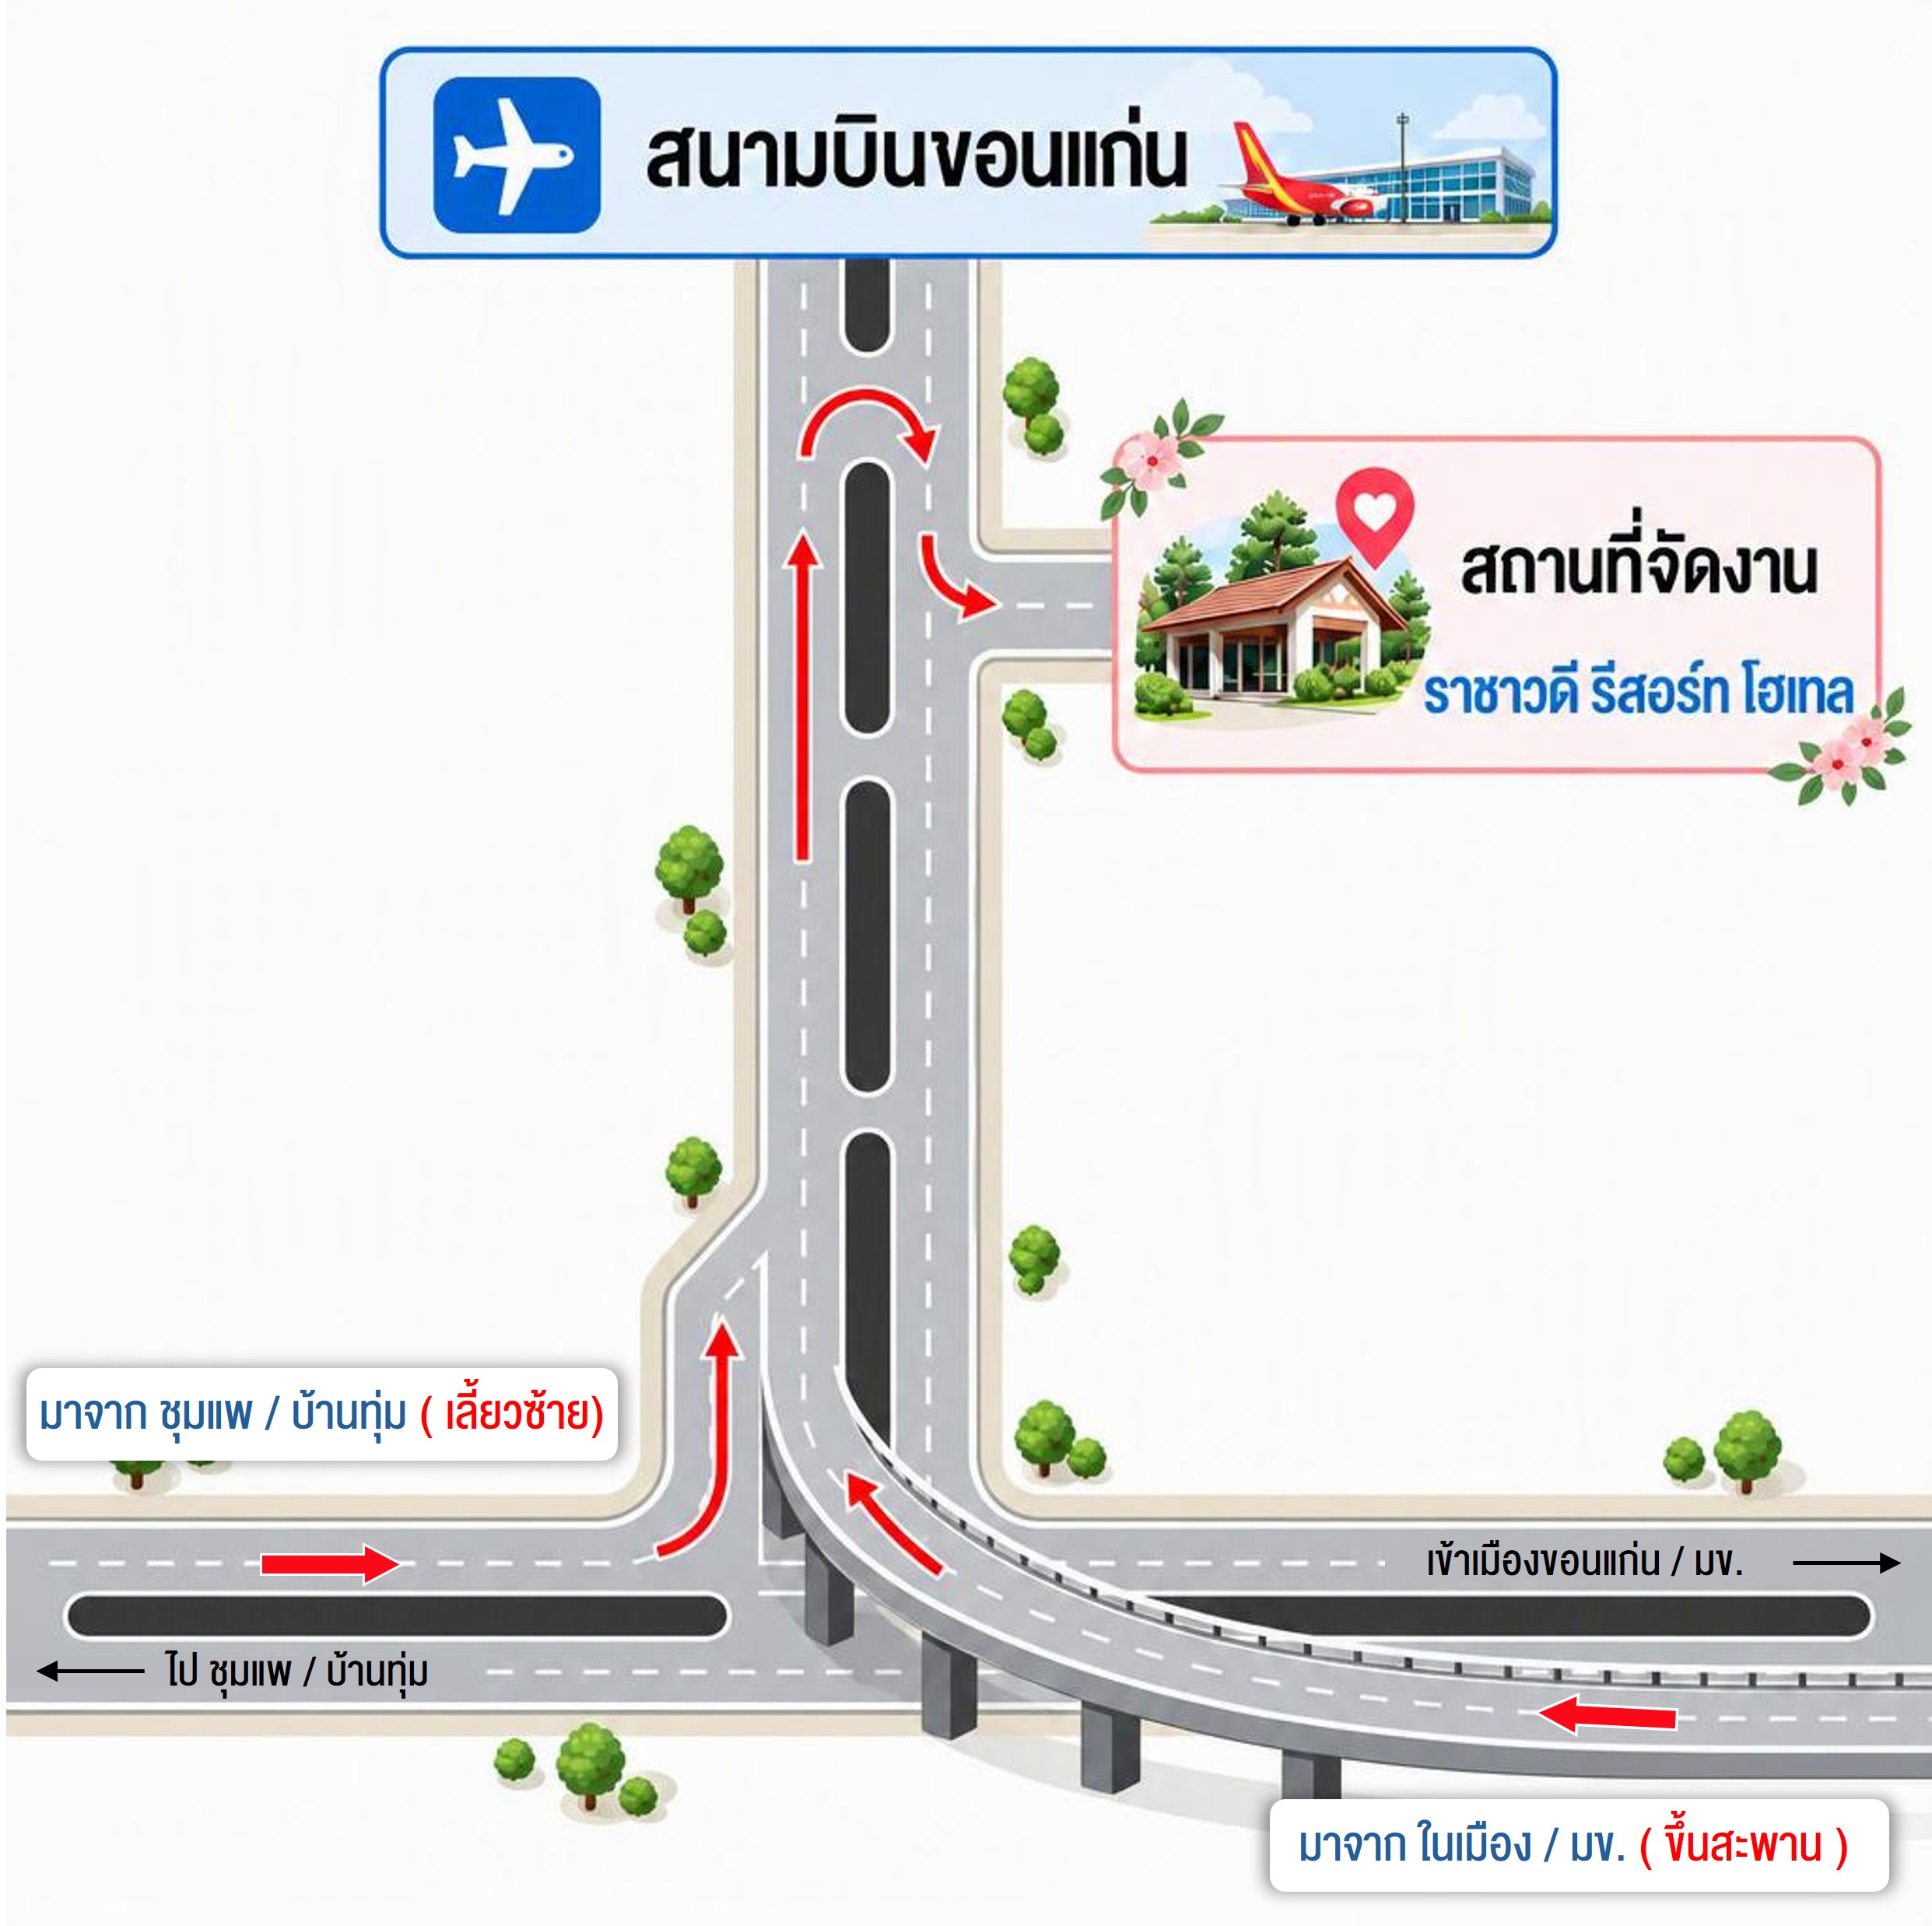 สนามบินขอนแก่น
สถานที่จัดงาน
ราชาวดี รีสอร์ท โฮเทล
มาจาก ชุมแพ / บ้านทุ่ม ( เลี้ยวซ้าย)
เข้าเมืองขอนแก่น / มข.
ไป ชุมแพ / บ้านทุ่ม
มาจาก ในเมือง / มข. ( ขึ้นสะพาน )